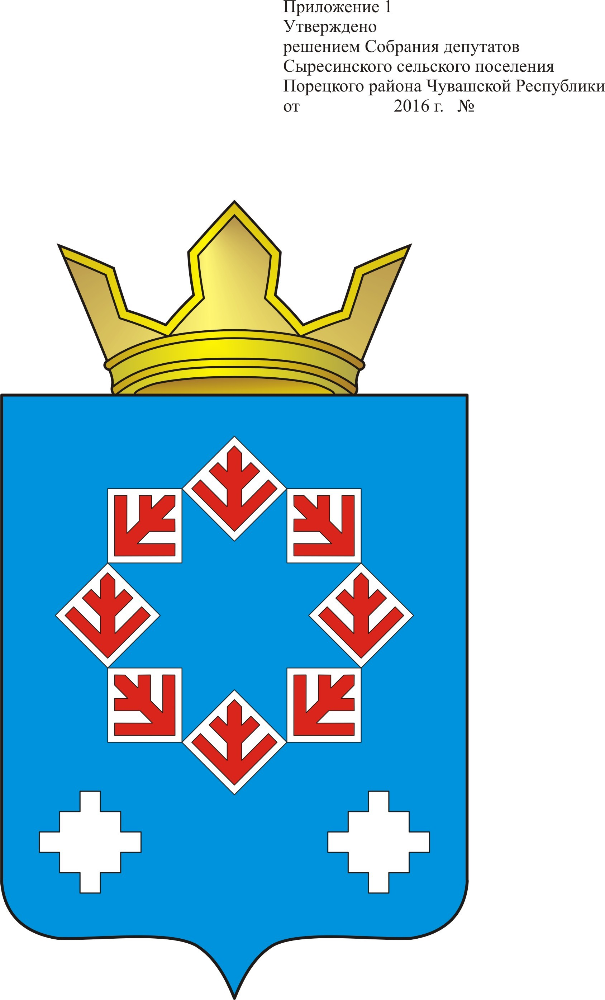 Приложение 1
Утверждено
решением Собрания депутатов
Сыресинского сельского поселения
Порецкого района Чувашской Республики
от 2016 г. №